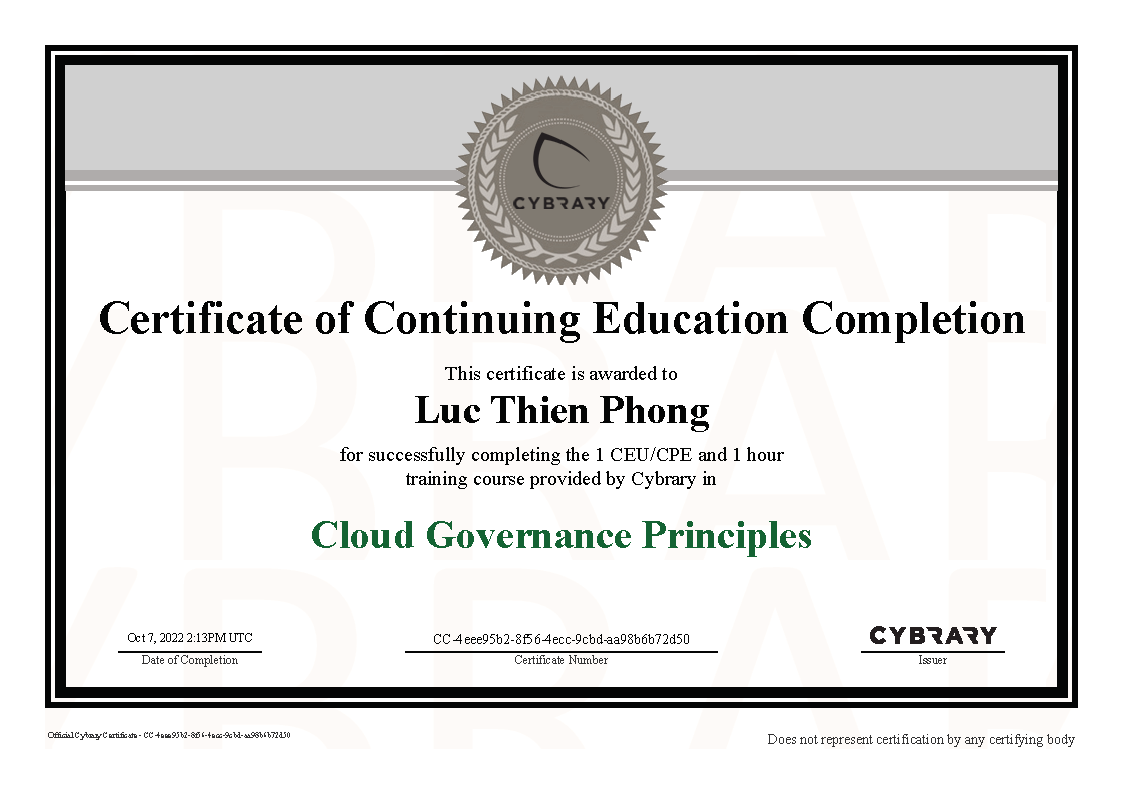 CYBRARY
Certificate of Continuing Education Completion
This certificate is awarded to
Luc Thien Phong
for successfully completing the 1 CEU/CPE and 1 hour
training course provided by Cybrary in
Cloud Governance Principles
Oct 7, 2022 2:13PM UTC
Date of Completion
CC-4eee95b2-8f56-4ecc-9cbd-aa98b6b72d50
Certificate Number
CYBRARY
Issuer
Official Cybrary Certificate - CC-4eee95b2-8f56-4ecc-9cbd-aa98b6b72d50
Does not represent certification by any certifying body